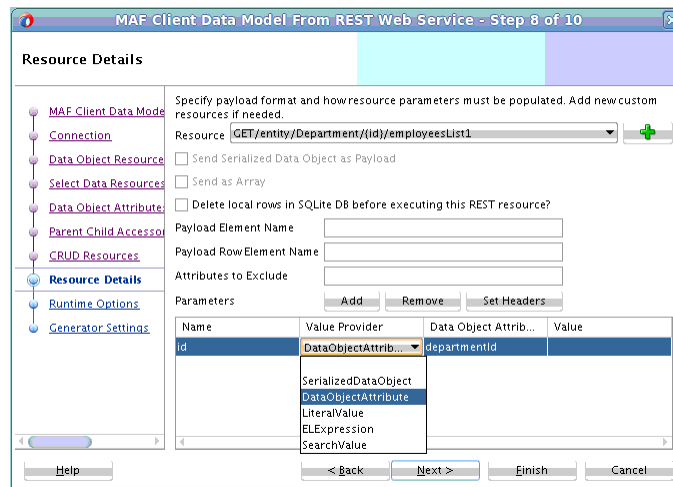 MAF Client Data Model From REST Web Service - Step 8 of 10
Resource Details
MAF Client Data Mode
Connection
Data Object Resource
Select Data Resources
Data Object Attribute
Parent Child Accessor
CRUD Resources
Resource Details
Runtime Options
Generator Settings
Specify payload format and how resource parameters must be populated. Add new custom
resources if needed.
Resource GET/entity/Department/{id}/employeesList1
Send Serialized Data Object as Payload
Send as Array
Delete local rows in SQLite DB before executing this REST resource?
Payload Element Name
Payload Row Element Name
Attributes to Exclude
Parameters Add Remove Set Headers
Name Value Provider Data Object Attrib... Value
id DataObjectAttrib... departmentId
SerializedDataObject
DataObjectAttribute
LiteralValue
ELExpression
SearchValue
Help < Back Next > Finish Cancel